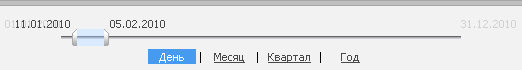 11.01.2010 05.02.2010 31.12.2010
День | Месяц | Квартал | Год